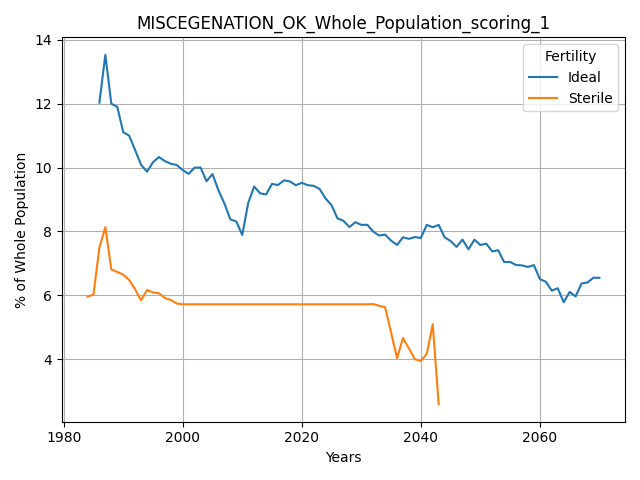 MISCEGENATION_OK_Whole_Population_scoring_1
Fertility
Ideal
Sterile
% of Whole Population
14
12
10
8
6
4
1980
2000
2020
2040
2060
Years